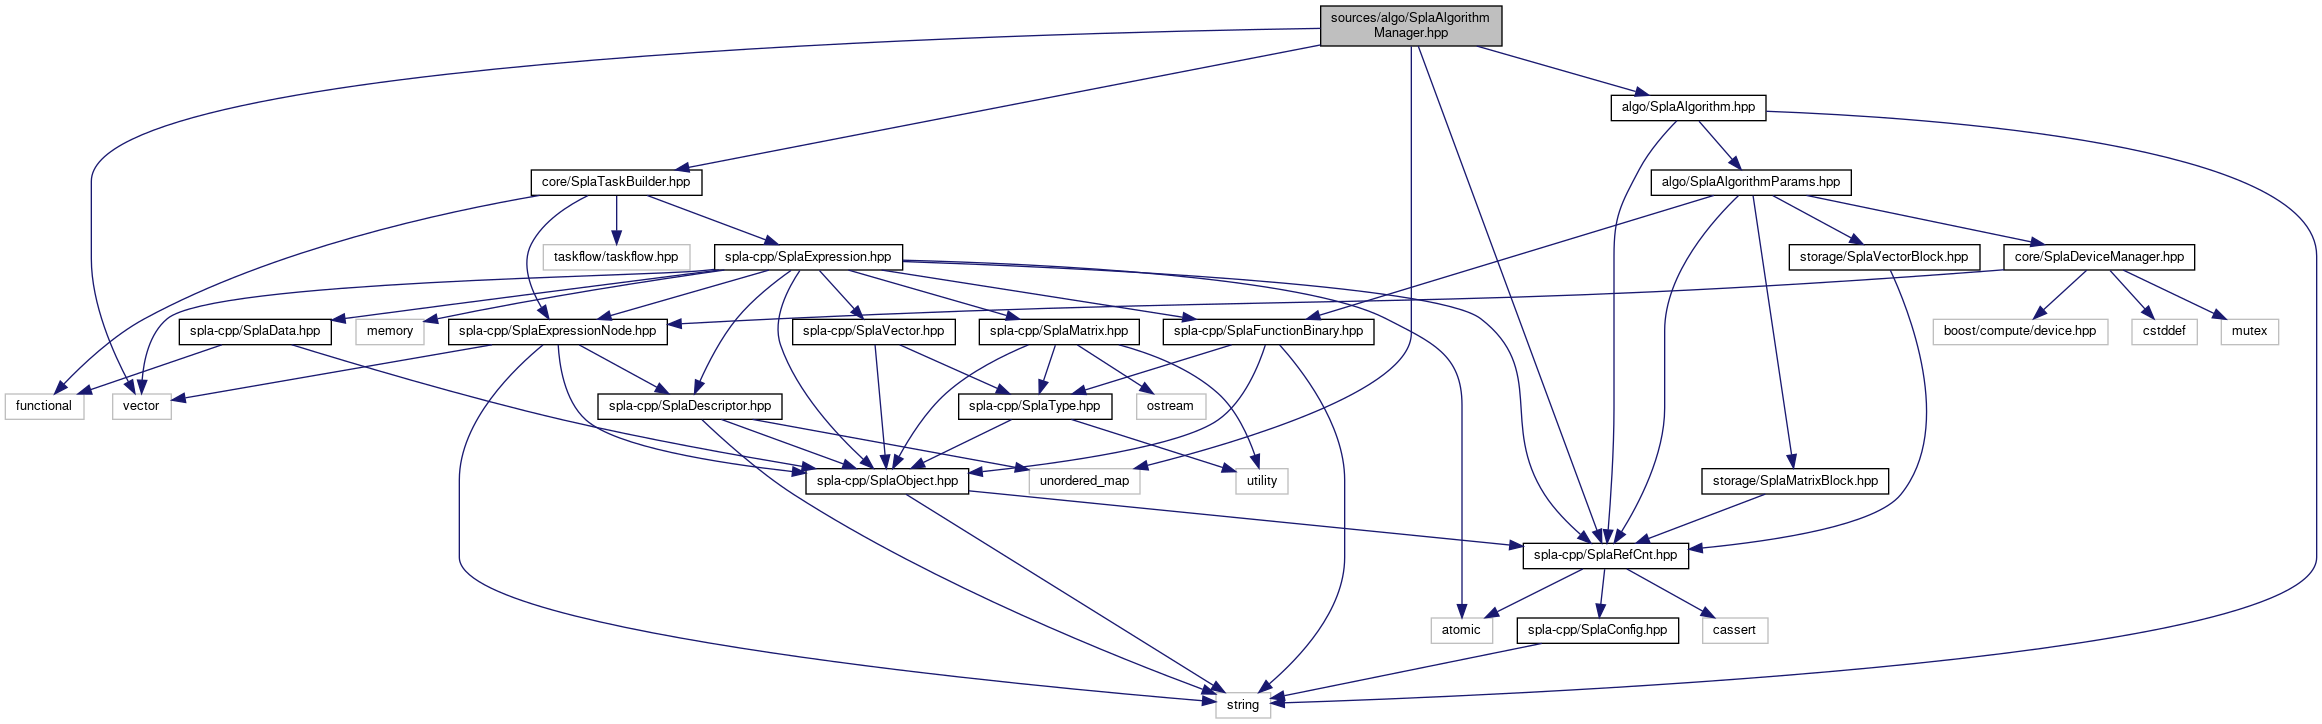 sources/algo/SplaAlgorithm
Manager.hpp
algo/SplaAlgorithm.hpp
core/SplaTaskBuilder.hpp
algo/SplaAlgorithmParams.hpp
taskflow/taskflow.hpp
spla-cpp/SplaExpression.hpp
storage/SplaVectorBlock.hpp
core/SplaDeviceManager.hpp
spla-cpp/SplaData.hpp
memory
spla-cpp/SplaExpressionNode.hpp
spla-cpp/SplaVector.hpp
spla-cpp/SplaMatrix.hpp
spla-cpp/SplaFunctionBinary.hpp
boost/compute/device.hpp
cstddef
mutex
functional
vector
spla-cpp/SplaDescriptor.hpp
spla-cpp/SplaType.hpp
ostream
spla-cpp/SplaObject.hpp
unordered_map
utility
storage/SplaMatrixBlock.hpp
spla-cpp/SplaRefCnt.hpp
atomic
spla-cpp/SplaConfig.hpp
cassert
string